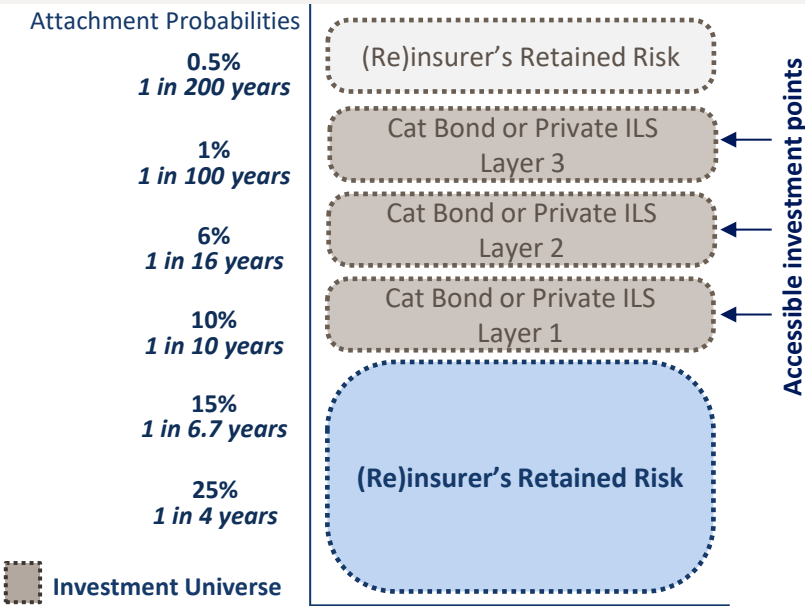 Attachment Probabilities
0.5%
1 in 200 years
1%
1 in 100 years
6%
1 in 16 years
10%
1 in 10 years
15%
1 in 6.7 years
25%
1 in 4 years
Investment Universe
(Re)insurer's Retained Risk
Cat Bond or Private ILS
Layer 3
Cat Bond or Private ILS
Layer 2
Cat Bond or Private ILS
Layer 1
(Re)insurer's Retained Risk
Accessible investment points